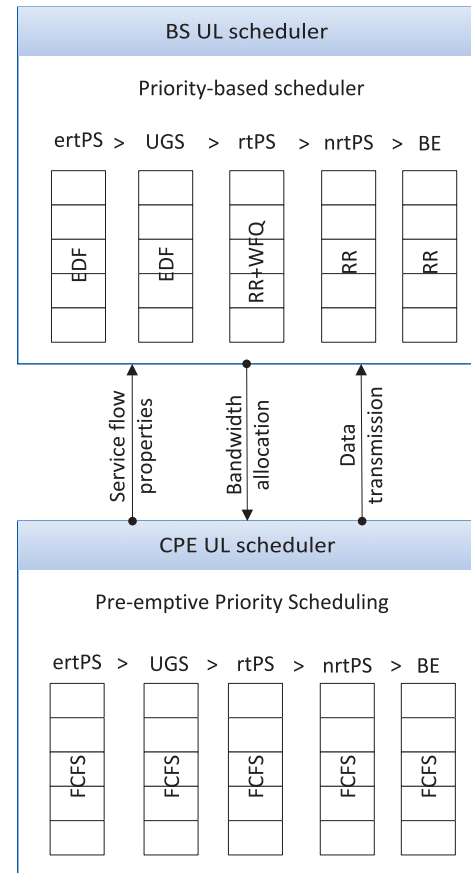 BS UL scheduler
Priority-based scheduler
ertPS > UGS > rtPS > nrtPS > BE
EDF
EDF
RR+WFQ
RR
RR
Service flow
properties
Bandwidth
allocation
Data
transmission
CPE UL scheduler
Pre-emptive Priority Scheduling
ertPS > UGS > rtPS > nrtPS > BE
FCFS
FCFS
FCFS
FCFS
FCFS